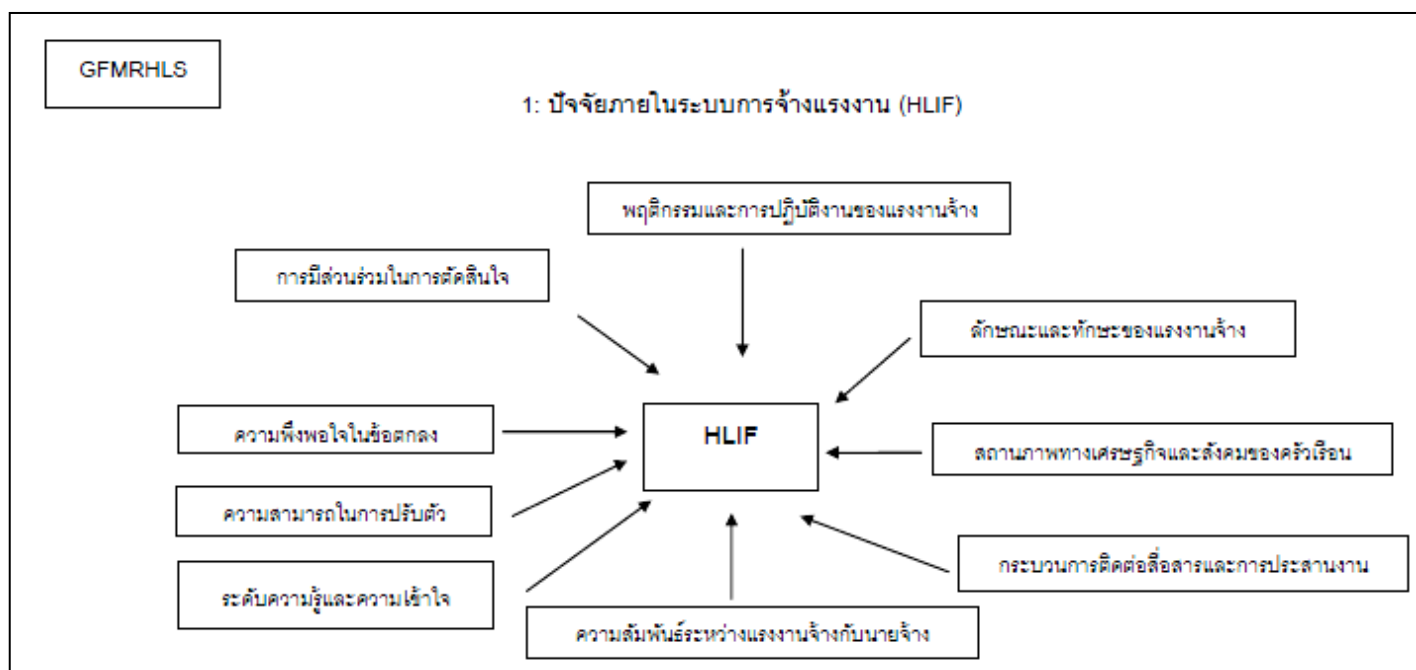 GFMRHLS
1: ปัจจัยภายในระบบการจ้างแรงงาน (HLIF)
พฤติกรรมและการปฏิบัติงานของแรงงานจ้าง
การมีส่วนร่วมในการตัดสินใจ
ลักษณะและทักษะของแรงงานจ้าง
ความพึงพอใจในข้อตกลง
HLIF
สถานภาพทางเศรษฐกิจและสังคมของครัวเรือน
ความสามารถในการปรับตัว
กระบวนการติดต่อสื่อสารและการประสานงาน
ระดับความรู้และความเข้าใจ
ความสัมพันธ์ระหว่างแรงงานจ้างกับนายจ้าง